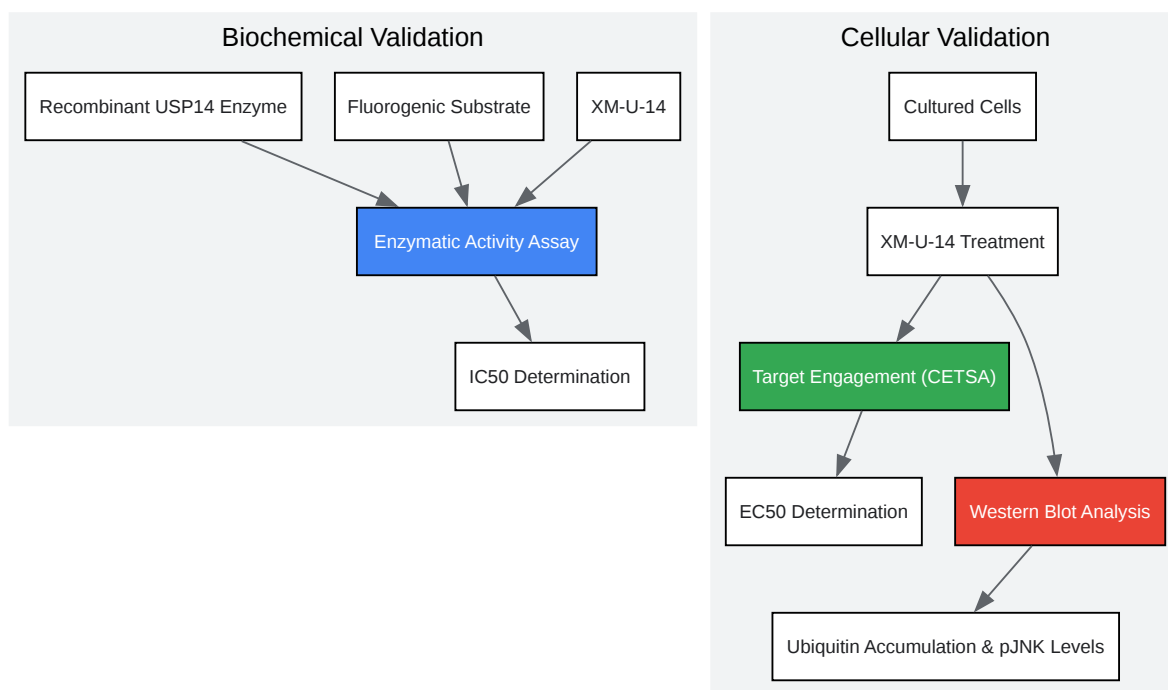 Biochemical Validation
Recombinant USP14 Enzyme
Fluorogenic Substrate
XM-U-14
Enzymatic Activity Assay
IC50 Determination
Cellular Validation
Cultured Cells
XM-U-14 Treatment
Target Engagement (CETSA)
EC50 Determination
Western Blot Analysis
Ubiquitin Accumulation & pJNK Levels